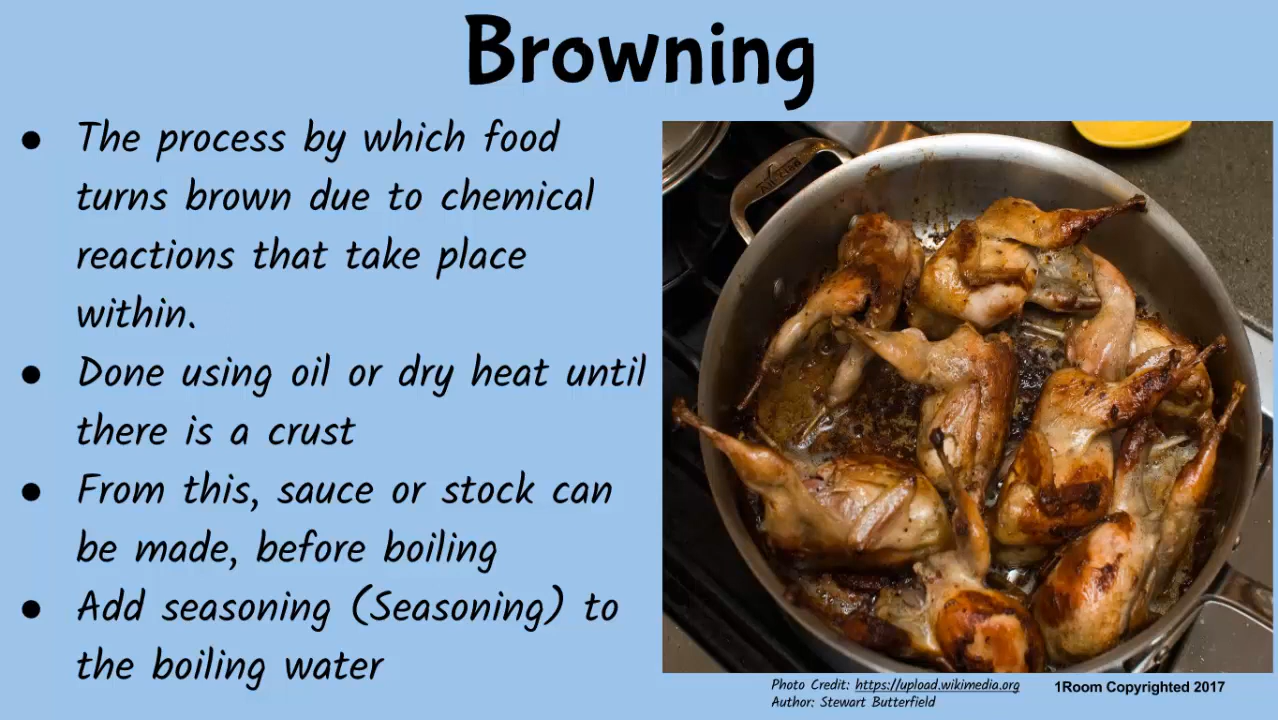 Browning
● The process by which food
turns brown due to chemical
reactions that take place
within.
● Done using oil or dry heat until
there is a crust
● From this, sauce or stock can
be made, before boiling
● Add seasoning (Seasoning) to
the boiling water
Photo Credit: https://upload.wikimedia.org
Author: Stewart Butterfield
1Room Copyrighted 2017